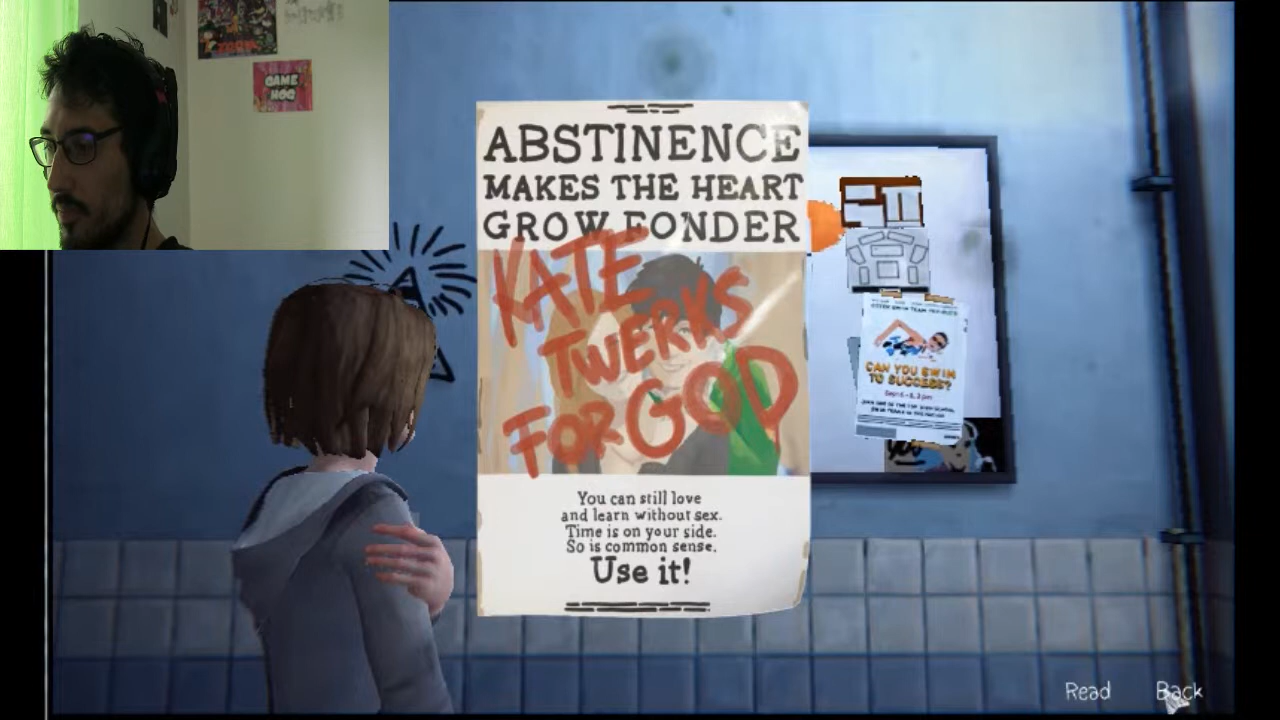 GAME
HOG
ABSTINENCE
MAKES THE HEART
GROW FONDER
KATE
TWERKS
FOR GOD
You can still love
and learn without sex.
Time is on your side.
So is common sense.
Use it!
CAN YOU SWIM
TO SUCCESS?
Read
Back